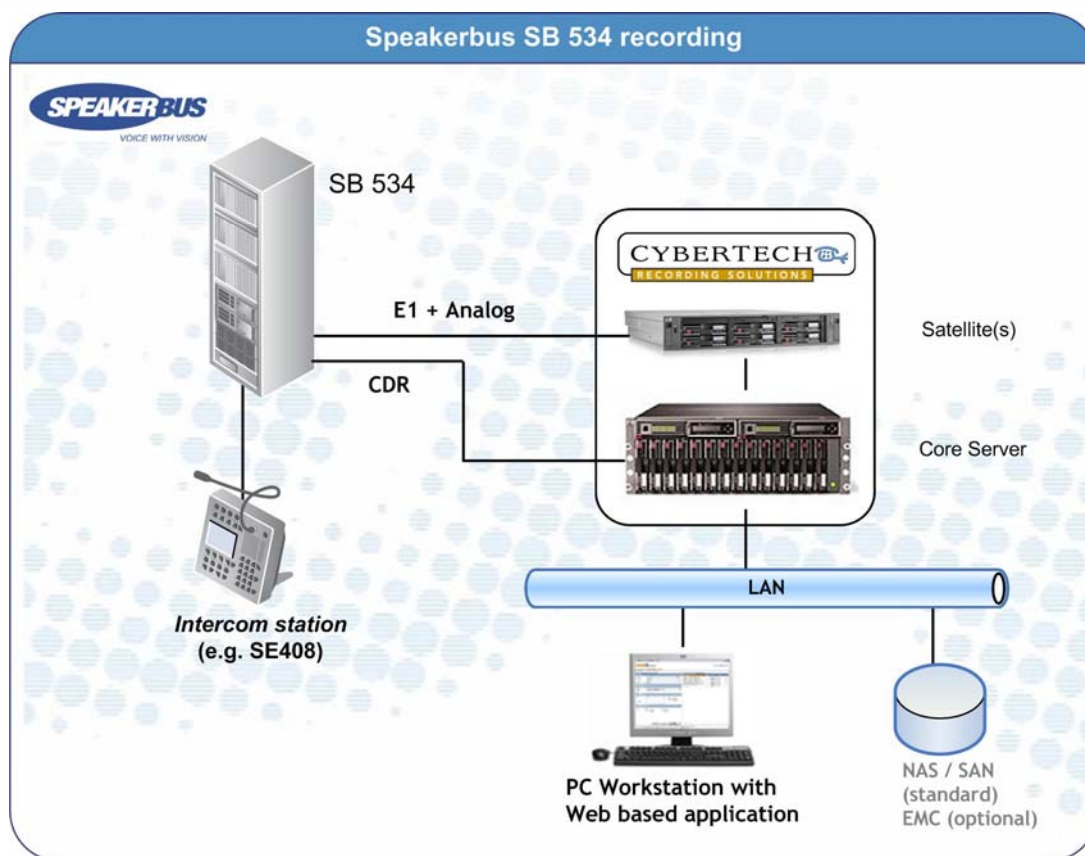 Speakerbus SB 534 recording
SPEAKERBUS
VOICE WITH VISION
SB 534
CYBERTECH
RECORDING SOLUTIONS
E1 + Analog
Satellite(s)
CDR
Core Server
LAN
Intercom station
(e.g. SE408)
PC Workstation with
Web based application
NAS / SAN
(standard)
EMC (optional)